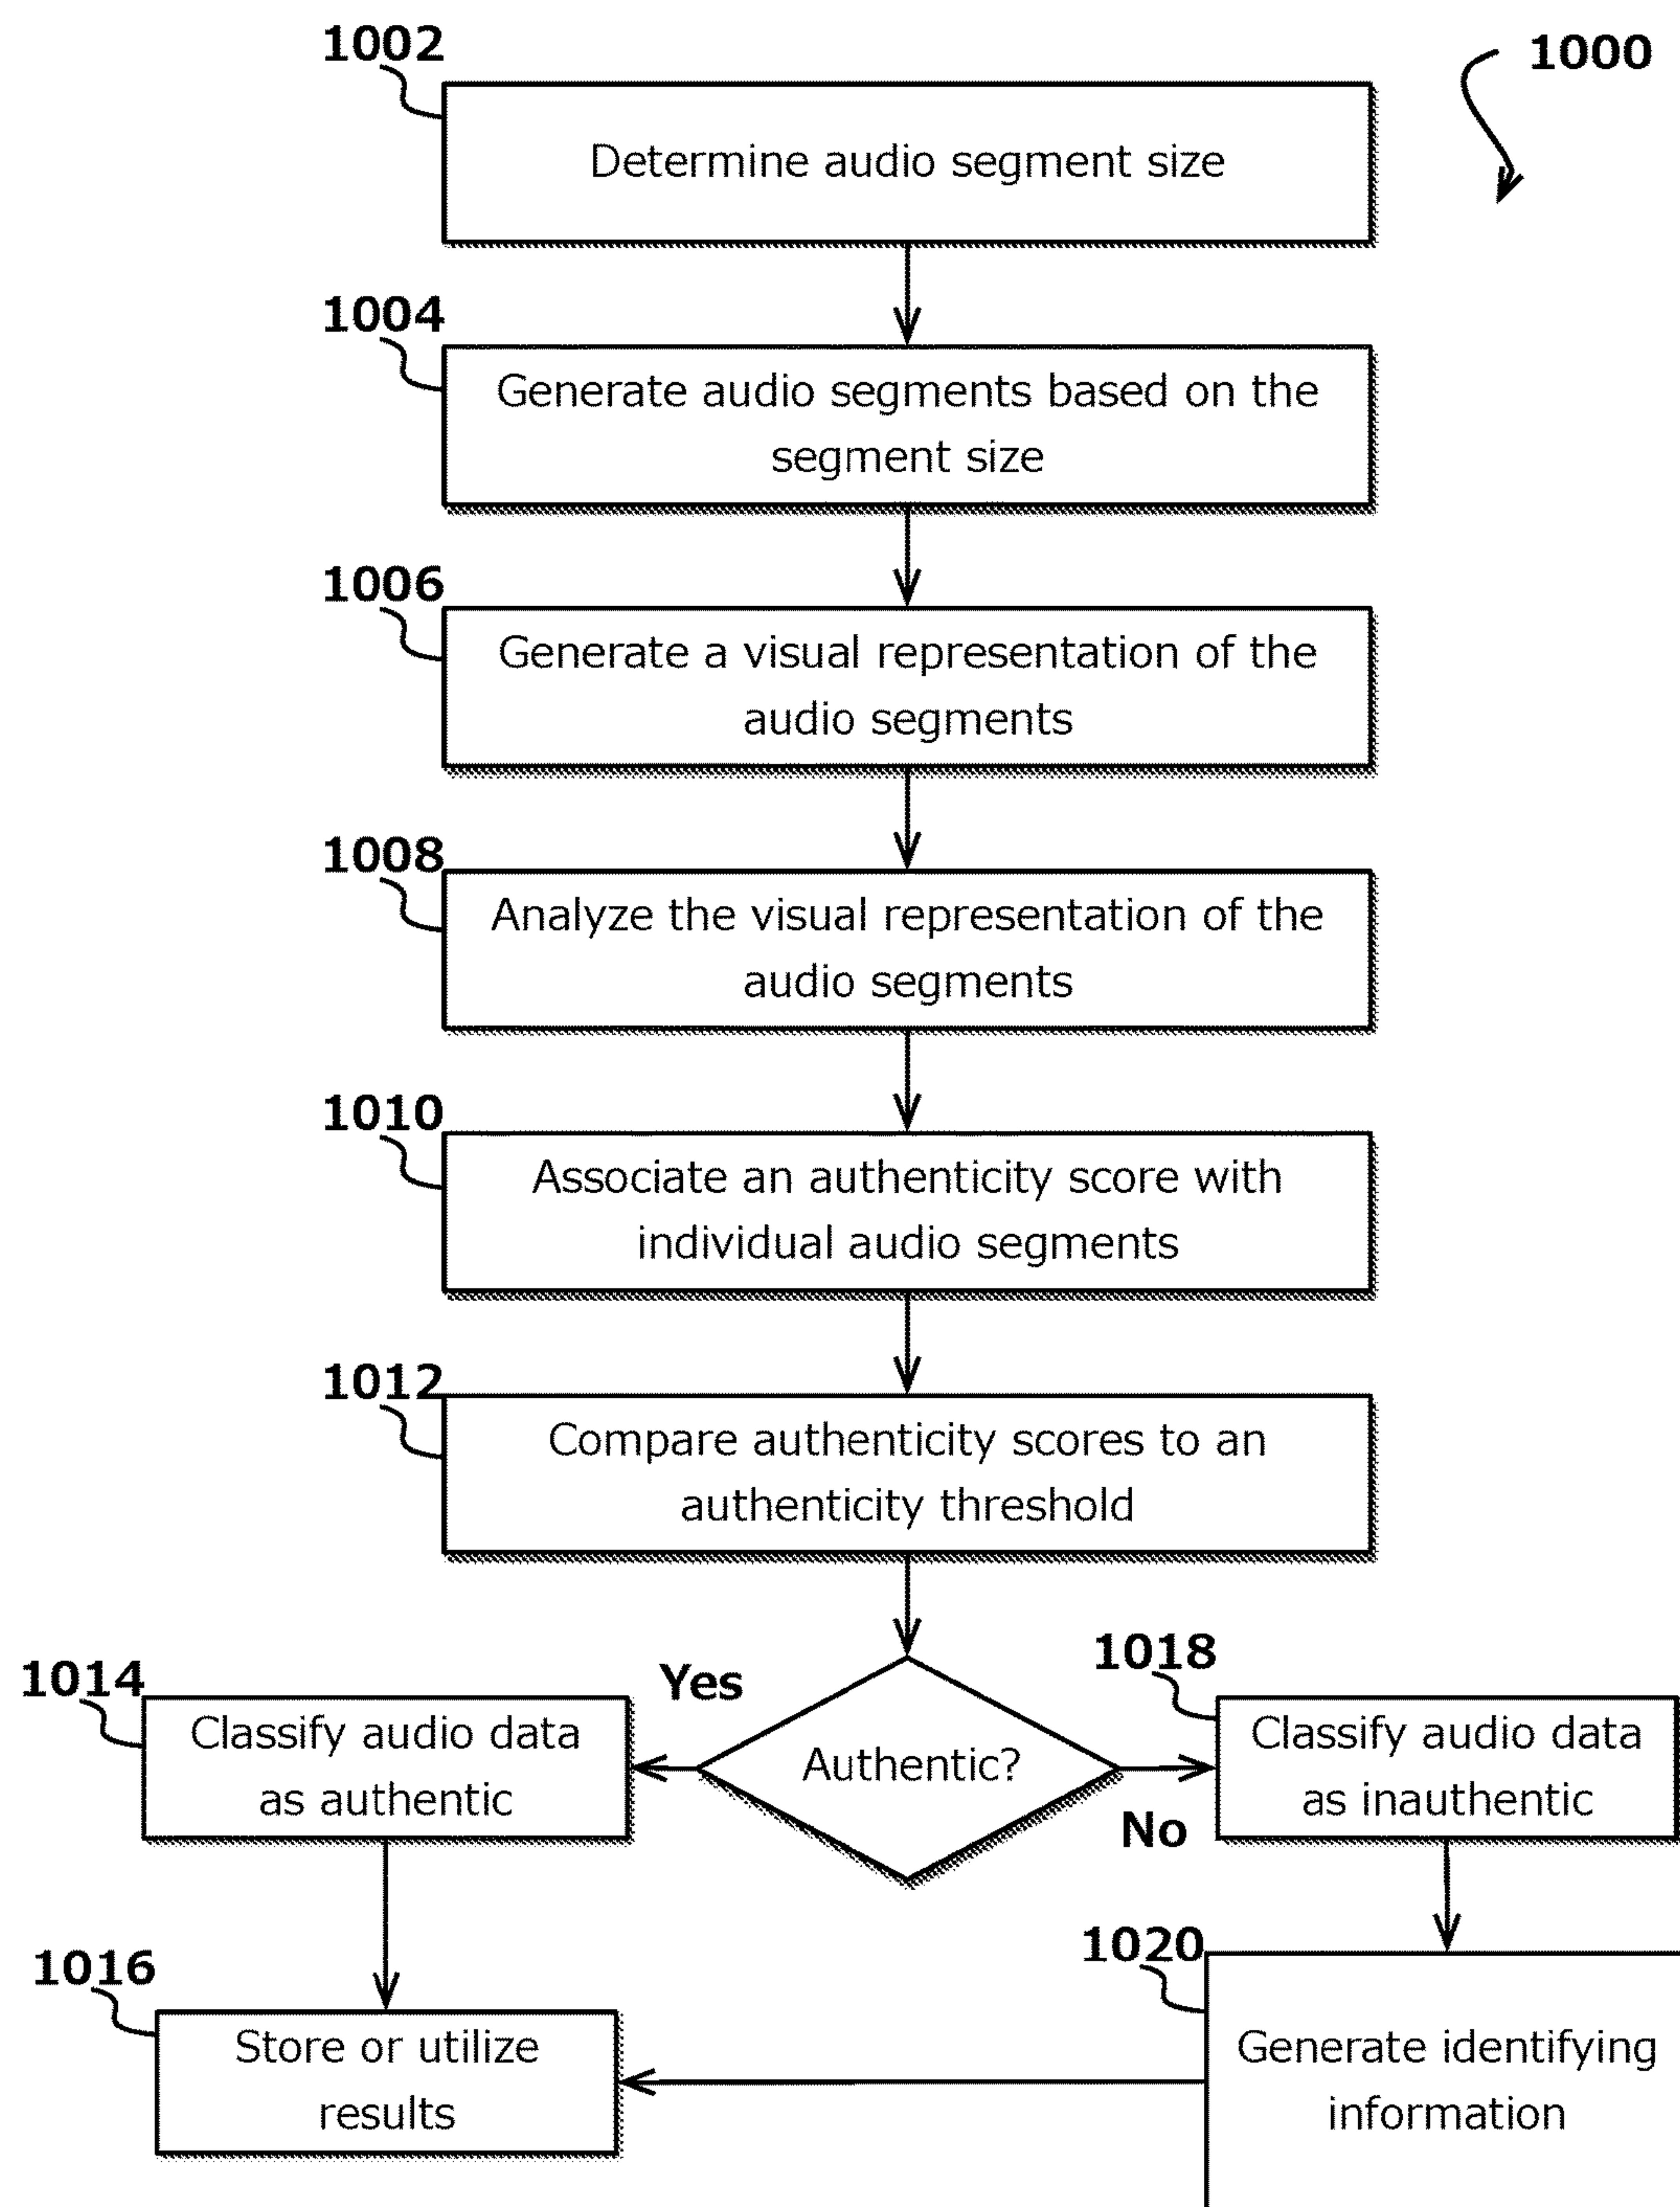 1002
1000
Determine audio segment size
1004
Generate audio segments based on the
segment size
1006
Generate a visual representation of the
audio segments
1008
Analyze the visual representation of the
audio segments
1010
Associate an authenticity score with
individual audio segments
1012
Compare authenticity scores to an
authenticity threshold
1014
Classify audio data
as authentic
Yes
Authentic?
No
1018
Classify audio data
as inauthentic
1016
Store or utilize
results
1020
Generate identifying
information